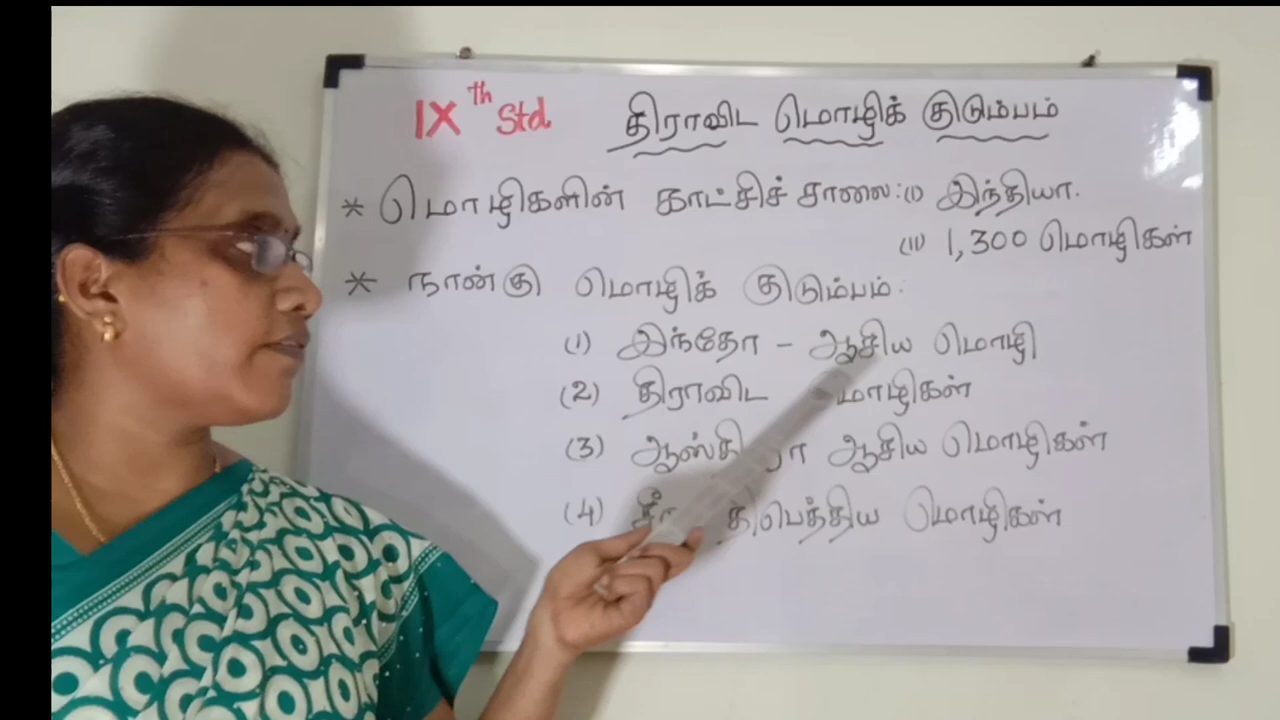 IXth Std திராவிட மொழிக் குடும்பம்
* மொழிகளின் காட்சிச் சாலை: (i) இந்தியா.
(ii) 1,300 மொழிகள்
* நான்கு மொழிக் குடும்பம்.
(1) இந்தோ - ஆசிய மொழி
(2) திராவிட
(3) ஆசிய மொழிகள்
(4) திபெத்திய மொழிகள்